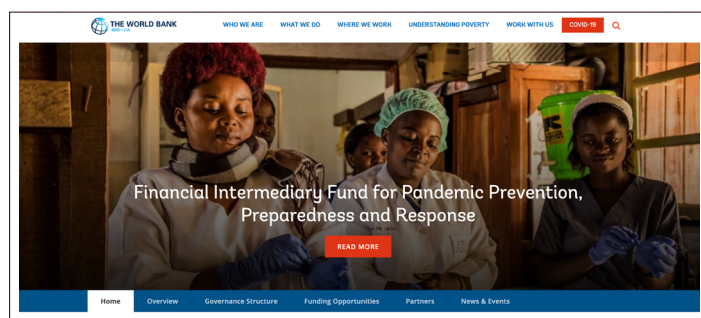 THE WORLD BANK
IBRD • IDA
WHO WE ARE WHAT WE DO WHERE WE WORK UNDERSTANDING POVERTY WORK WITH US COVID-19
Financial Intermediary Fund for Pandemic Prevention,
Preparedness and Response
READ MORE
Home Overview Governance Structure Funding Opportunities Partners News & Events